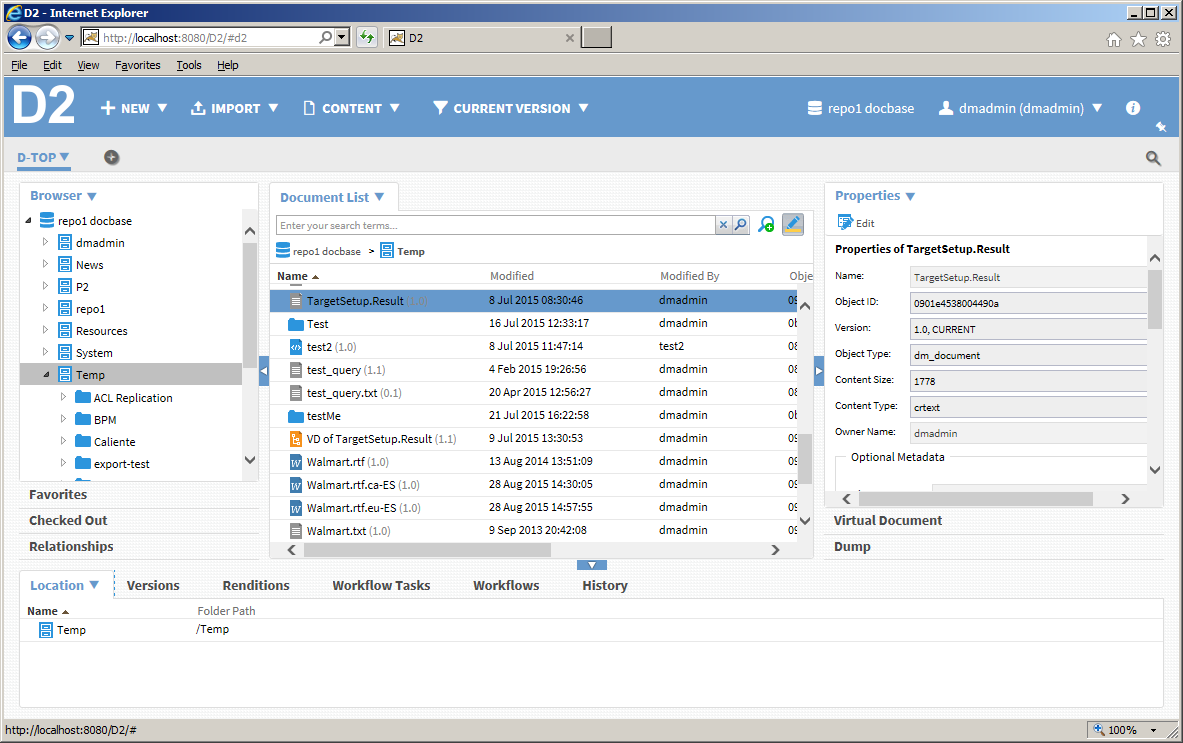 D2 - Internet Explorer
http://localhost:8080/D2/#d2
D2
File Edit View Favorites Tools Help
D2 NEW IMPORT CONTENT CURRENT VERSION repo1 docbase dmadmin (dmadmin)
D-TOP
Browser
repo1 docbase
dmadmin
News
P2
repo1
Resources
System
Temp
ACL Replication
BPM
Caliente
export-test
Favorites
Checked Out
Relationships
Document List
Enter your search terms...
repo1 docbase > Temp
Name Modified Modified By Obje
TargetSetup.Result (1.0) 8 Jul 2015 08:30:46 dmadmin 09
Test 16 Jul 2015 12:33:17 dmadmin 0b
test2 (1.0) 8 Jul 2015 11:47:14 test2 08
test_query (1.1) 4 Feb 2015 19:26:56 dmadmin 08
test_query.txt (0.1) 20 Apr 2015 12:56:27 dmadmin 08
testMe 21 Jul 2015 16:22:58 dmadmin 0b
VD of TargetSetup.Result (1.1) 9 Jul 2015 13:30:53 dmadmin 09
Walmart.rtf (1.0) 13 Aug 2014 13:51:09 dmadmin 09
Walmart.rtf.ca-ES (1.0) 28 Aug 2015 14:30:05 dmadmin 09
Walmart.rtf.eu-ES (1.0) 28 Aug 2015 14:57:55 dmadmin 09
Walmart.txt (1.0) 9 Sep 2013 20:42:08 dmadmin 09
Properties
Edit
Properties of TargetSetup.Result
Name: TargetSetup.Result
Object ID: 0901e4538004490a
Version: 1.0, CURRENT
Object Type: dm_document
Content Size: 1778
Content Type: crtext
Owner Name: dmadmin
Optional Metadata
Virtual Document
Dump
Location Versions Renditions Workflow Tasks Workflows History
Name Folder Path
Temp /Temp
http://localhost:8080/D2/#
100%